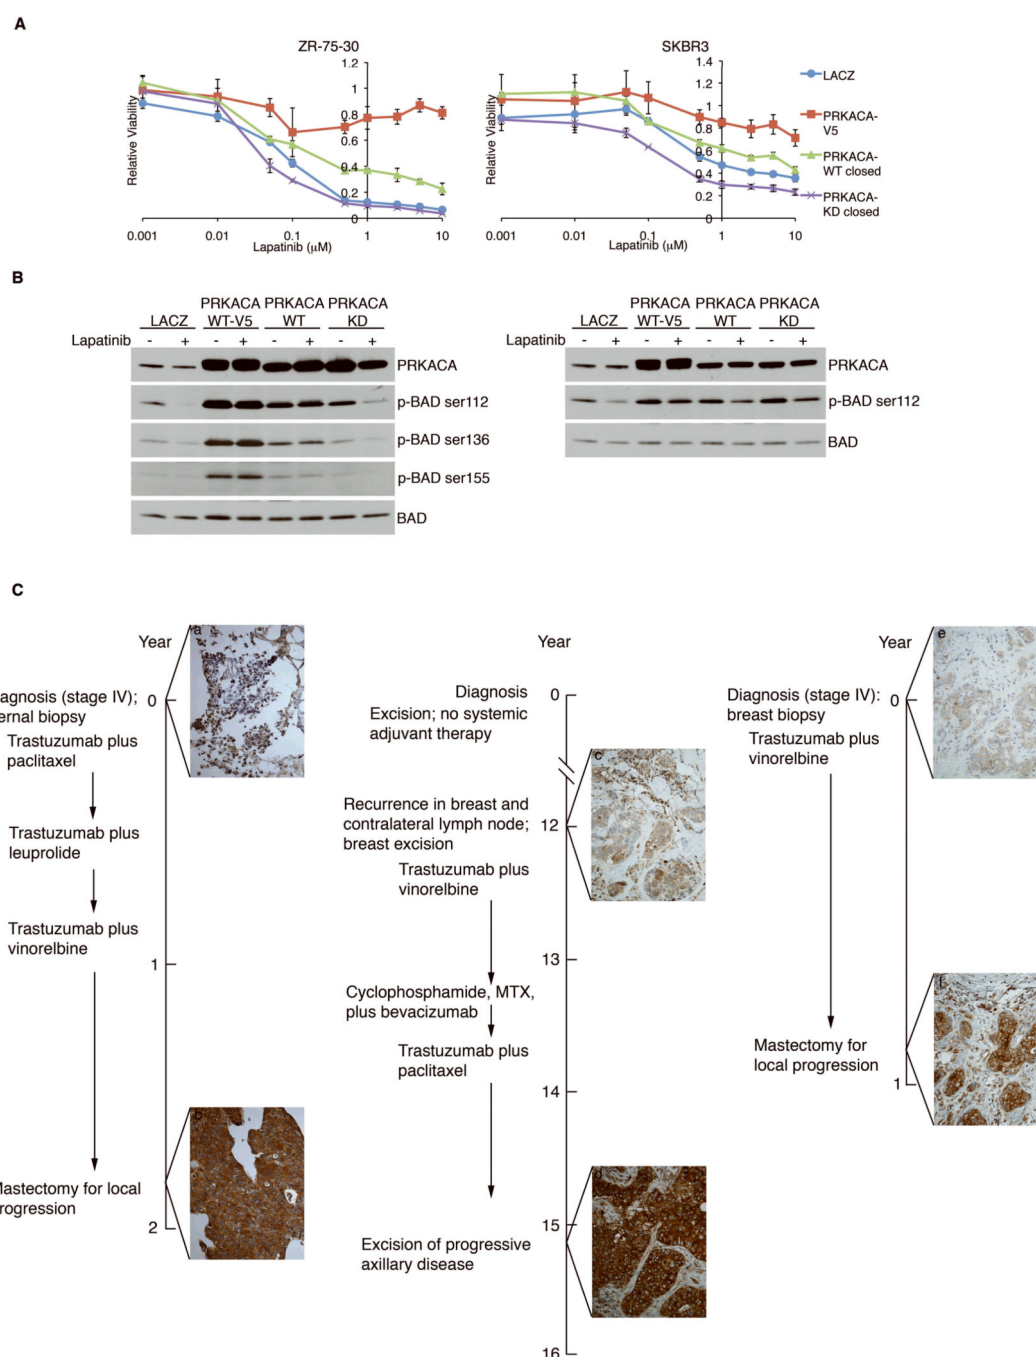 A
ZR-75-30
SKBR3
Relative Viability
1.2
1
0.8
0.6
0.4
0.2
0
0.001
0.01
0.1
1
10
Lapatinib (µM)
Relative Viability
1.4
1.2
1
0.8
0.6
0.4
0.2
0
0.001
0.01
0.1
1
10
Lapatinib (µM)
LACZ
PRKACA-
V5
PRKACA-
WT closed
PRKACA-
KD closed
B
PRKACA PRKACA PRKACA
LACZ WT-V5 WT KD
Lapatinib - + - + - + - +
PRKACA
p-BAD ser112
p-BAD ser136
p-BAD ser155
BAD
PRKACA PRKACA PRKACA
LACZ WT-V5 WT KD
Lapatinib - + - + - + - +
PRKACA
p-BAD ser112
BAD
C
Year
a
0
agnosis (stage IV);
ernal biopsy
Trastuzumab plus
paclitaxel
Trastuzumab plus
leuprolide
Trastuzumab plus
vinorelbine
1
b
Mastectomy for local
rogression
2
Year
Diagnosis
0
Excision; no systemic
adjuvant therapy
c
Recurrence in breast and
contralateral lymph node;
breast excision
12
Trastuzumab plus
vinorelbine
13
Cyclophosphamide, MTX,
plus bevacizumab
Trastuzumab plus
paclitaxel
14
d
15
Excision of progressive
axillary disease
16
Year
e
Diagnosis (stage IV):
breast biopsy
0
Trastuzumab plus
vinorelbine
f
Mastectomy for
local progression
1